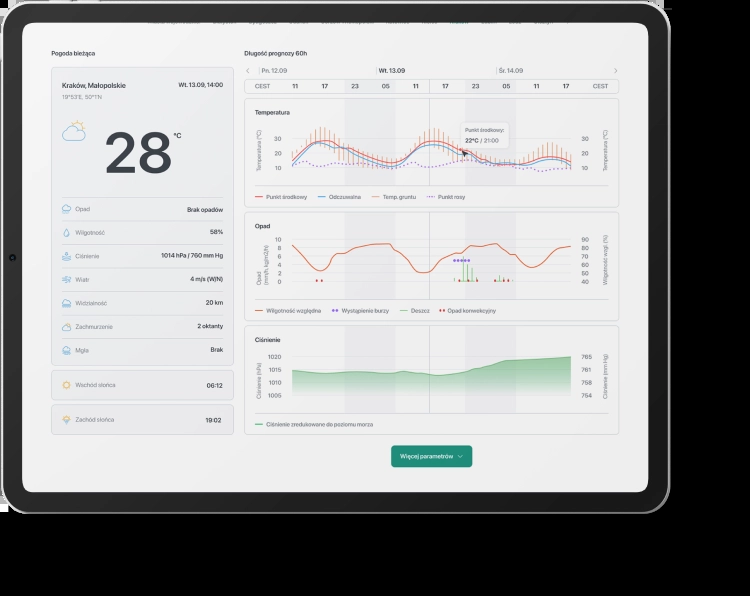 Pogoda bieżąca
Kraków, Małopolskie
Wt. 13.09, 14:00
19°53'E, 50°1'N
28 °C
Opad Brak opadów
Wilgotność 58%
Ciśnienie 1014 hPa / 760 mm Hg
Wiatr 4 m/s (W/N)
Widzialność 20 km
Zachmurzenie 2 oktanty
Mgła Brak
Wschód słońca 06:12
Zachód słońca 19:02
Długość prognozy 60h
Pn. 12.09 Wt. 13.09 Śr. 14.09
CEST 11 17 23 05 11 17 23 05 11 17 CEST
Temperatura
Temperatura (°C)
30
20
10
Punkt środkowy:
22°C / 21:00
30
20
10
Temperatura (°C)
Punkt środkowy Odczuwalna Temp. gruntu Punkt rosy
Opad
Opad
(mm/h, kg/m2/h)
10
8
6
4
2
0
90
80
70
60
50
40
Wilgotność wzgl (%)
Wilgotność względna Wystąpienie burzy Deszcz Opad konwekcyjny
Ciśnienie
Ciśnienie (hPa)
1020
1015
1010
1005
765
761
758
754
Ciśnienie (mm Hg)
Ciśnienie zredukowane do poziomu morza
Więcej parametrów